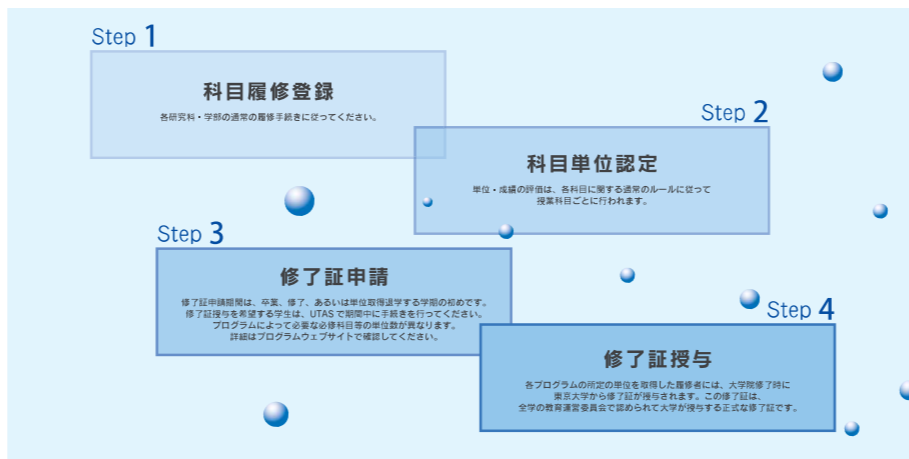 Step 1
科目履修登録
各研究科・学部の通常の履修手続きに従ってください。
Step 2
科目単位認定
単位・成績の評価は、各科目に関する通常のルールに従って
授業科目ごとに行われます。
Step 3
修了証申請
修了証申請期間は、卒業、修了、あるいは単位取得退学する学期の初めです。
修了証授与を希望する学生は、UTASで期間中に手続きを行ってください。
プログラムによって必要な必修科目等の単位数が異なります。
詳細はプログラムウェブサイトで確認してください。
Step 4
修了証授与
各プログラムの所定の単位を取得した履修者には、大学院修了時に
東京大学から修了証が授与されます。この修了証は、
全学の教育運営委員会で認められて大学が授与する正式な修了証です。